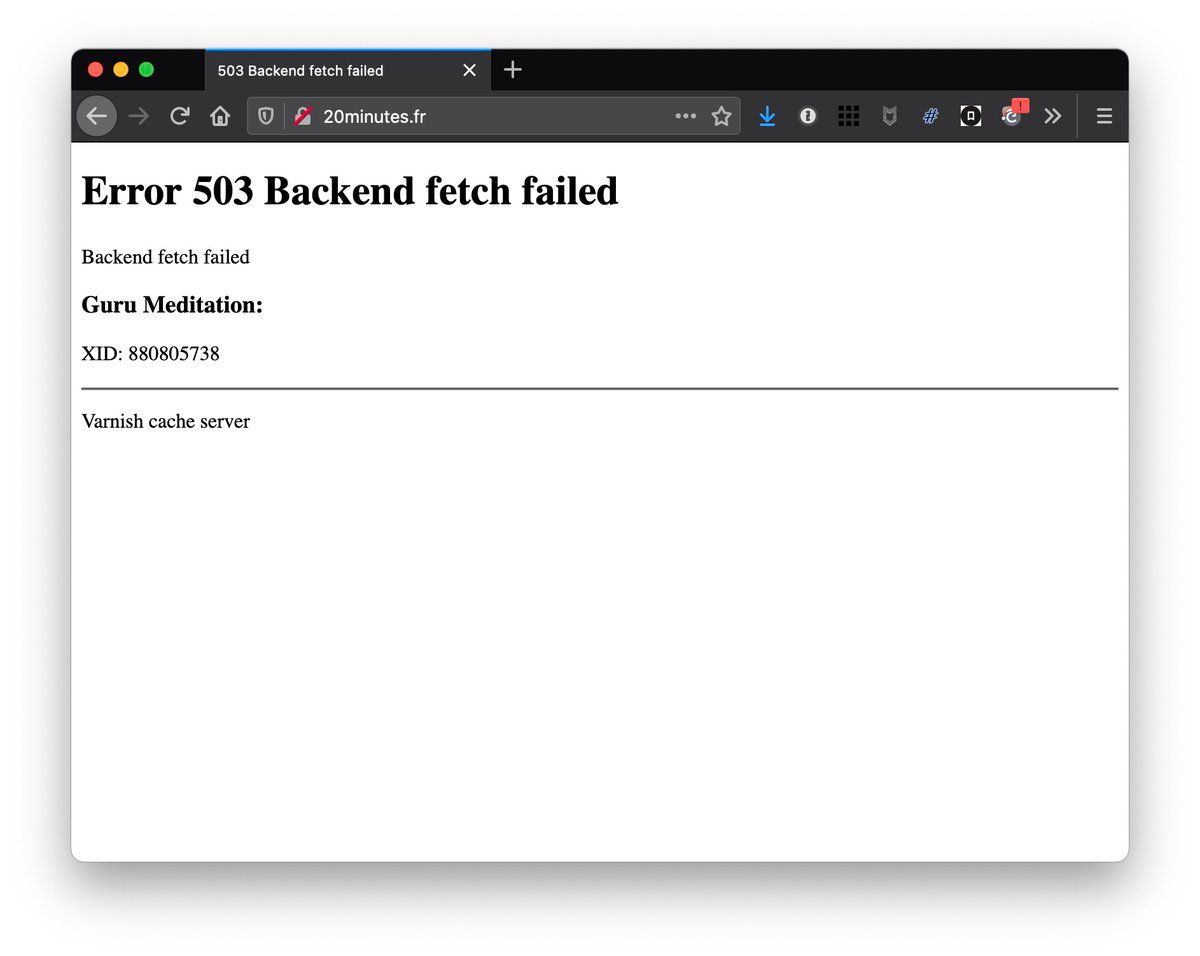 503 Backend fetch failed
20minutes.fr
Error 503 Backend fetch failed
Backend fetch failed
Guru Meditation:
XID: 880805738
Varnish cache server